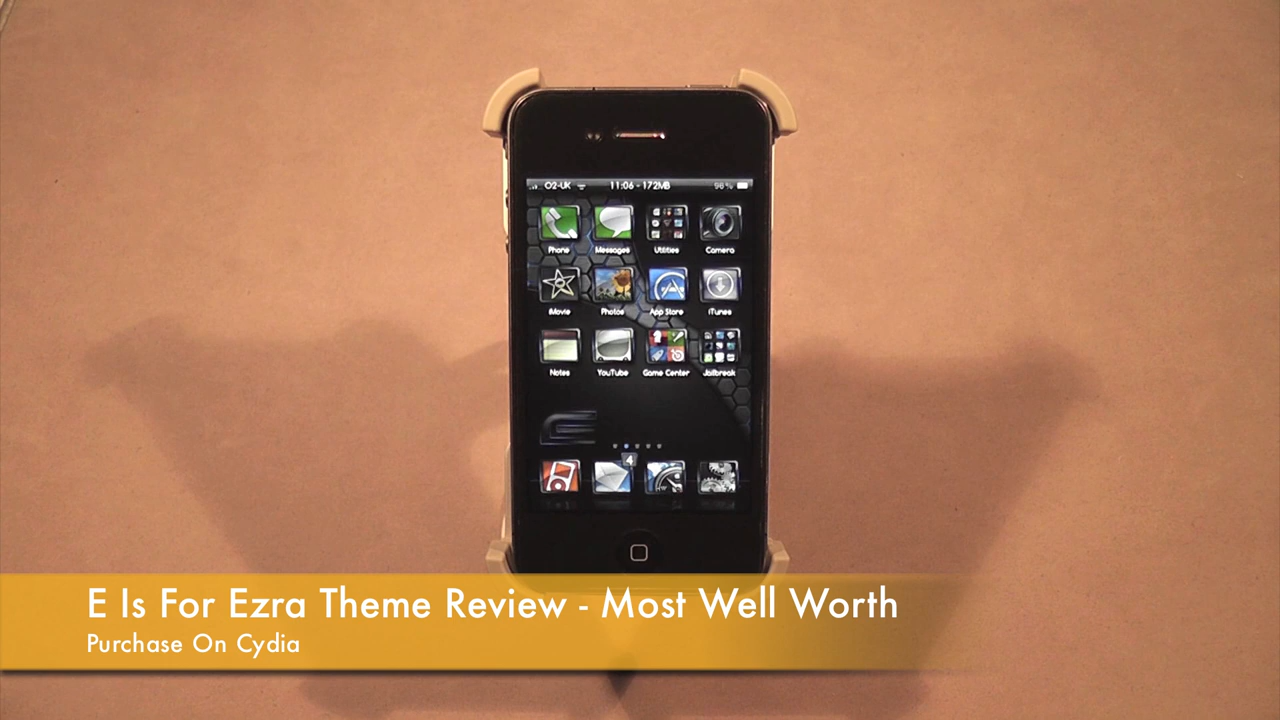 O2-UK 11:06 - 172MB 98%
Phone Messages Utilities Camera
iMovie Photos App Store iTunes
Notes YouTube Game Center Jailbreak
4
E Is For Ezra Theme Review - Most Well Worth
Purchase On Cydia